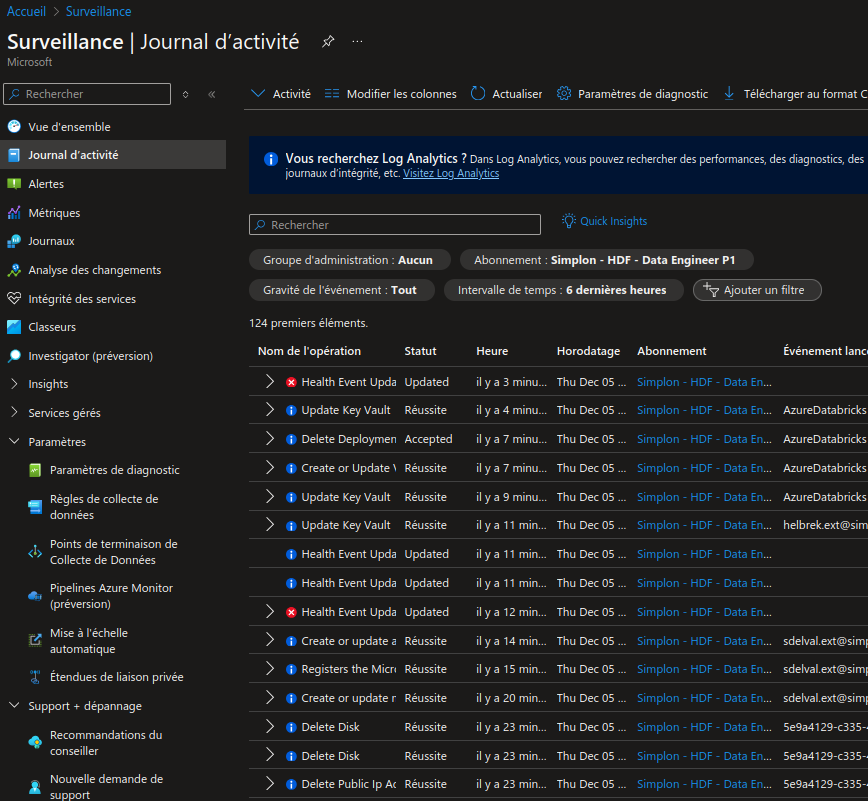 Accueil > Surveillance
Surveillance | Journal d'activité
Microsoft
Rechercher
Vue d'ensemble
Journal d'activité
Alertes
Métriques
Journaux
Analyse des changements
Intégrité des services
Classeurs
Investigator (préversion)
Insights
Services gérés
Paramètres
Paramètres de diagnostic
Règles de collecte de
données
Points de terminaison de
Collecte de Données
Pipelines Azure Monitor
(préversion)
Mise à l'échelle
automatique
Étendues de liaison privée
Support + dépannage
Recommandations du
conseiller
Nouvelle demande de
support
Activité Modifier les colonnes Actualiser Paramètres de diagnostic Télécharger au format C
Vous recherchez Log Analytics ? Dans Log Analytics, vous pouvez rechercher des performances, des diagnostics, des
journaux d'intégrité, etc. Visitez Log Analytics
Rechercher Quick Insights
Groupe d'administration : Aucun Abonnement : Simplon - HDF - Data Engineer P1
Gravité de l'événement : Tout Intervalle de temps : 6 dernières heures Ajouter un filtre
124 premiers éléments.
Nom de l'opération Statut Heure Horodatage Abonnement Événement lanc
Health Event Upda Updated il y a 3 minu... Thu Dec 05 ... Simplon - HDF - Data En...
Update Key Vault Réussite il y a 4 minu... Thu Dec 05 ... Simplon - HDF - Data En... AzureDatabricks
Delete Deploymen Accepted il y a 7 minu... Thu Dec 05 ... Simplon - HDF - Data En...
Create or Update V Réussite il y a 7 minu... Thu Dec 05 ... Simplon - HDF - Data En... AzureDatabricks
Update Key Vault Réussite il y a 9 minu... Thu Dec 05 ... Simplon - HDF - Data En... AzureDatabricks
Update Key Vault Réussite il y a 11 min... Thu Dec 05 ... Simplon - HDF - Data En... helbrek.ext@sim
Health Event Upda Updated il y a 11 min... Thu Dec 05 ... Simplon - HDF - Data En...
Health Event Upda Updated il y a 11 min... Thu Dec 05 ... Simplon - HDF - Data En...
Health Event Upda Updated il y a 12 min... Thu Dec 05 ... Simplon - HDF - Data En...
Create or update a Réussite il y a 14 min... Thu Dec 05 ... Simplon - HDF - Data En... sdelval.ext@simp
Registers the Micro Réussite il y a 15 min... Thu Dec 05 ... Simplon - HDF - Data En... sdelval.ext@simp
Create or update r Réussite il y a 20 min... Thu Dec 05 ... Simplon - HDF - Data En... sdelval.ext@simp
Delete Disk Réussite il y a 23 min... Thu Dec 05 ... Simplon - HDF - Data En... 5e9a4129-c335-
Delete Disk Réussite il y a 23 min... Thu Dec 05 ... Simplon - HDF - Data En... 5e9a4129-c335-
Delete Public Ip Ad Réussite il y a 23 min... Thu Dec 05 ... Simplon - HDF - Data En... 5e9a4129-c335-